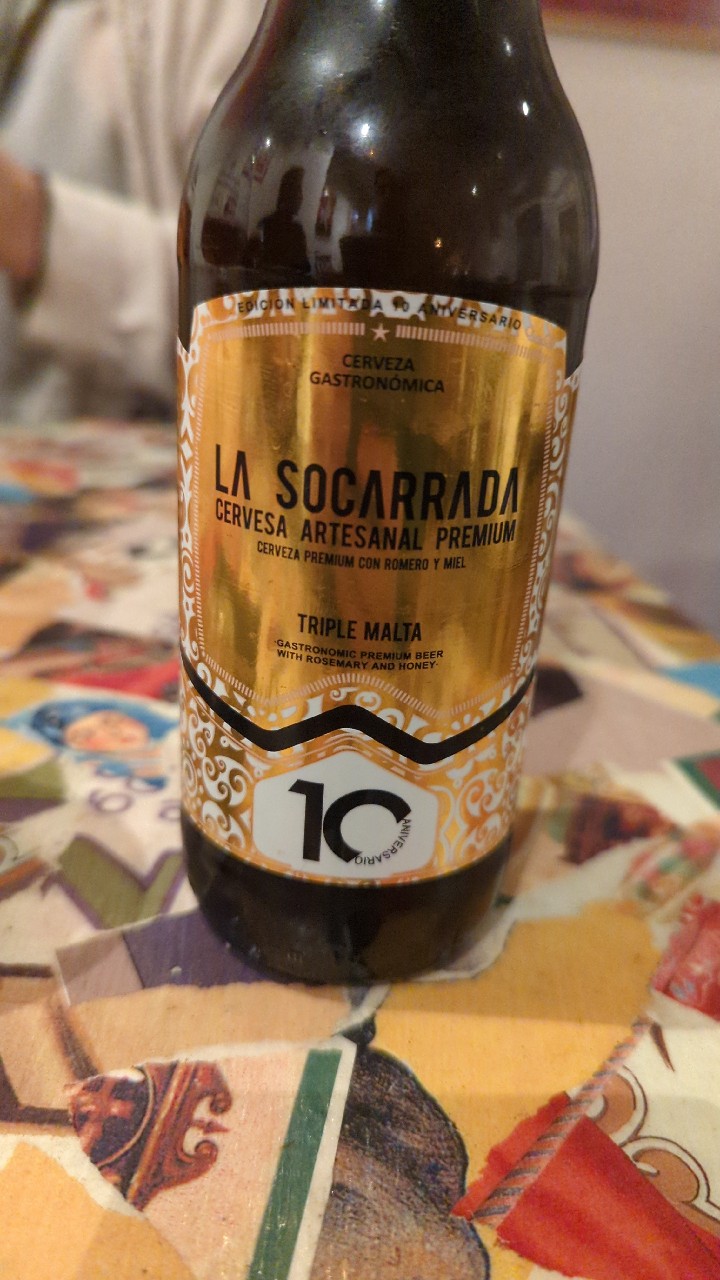 EDICION LIMITADA 10 ANIVERSARIO
CERVEZA
GASTRONÓMICA
LA SOCARRADA
CERVESA ARTESANAL PREMIUM
CERVEZA PREMIUM CON ROMERO Y MIEL
TRIPLE MALTA
·GASTRONOMIC PREMIUM BEER
WITH ROSEMARY AND HONEY·
10
ANIVERSARIO